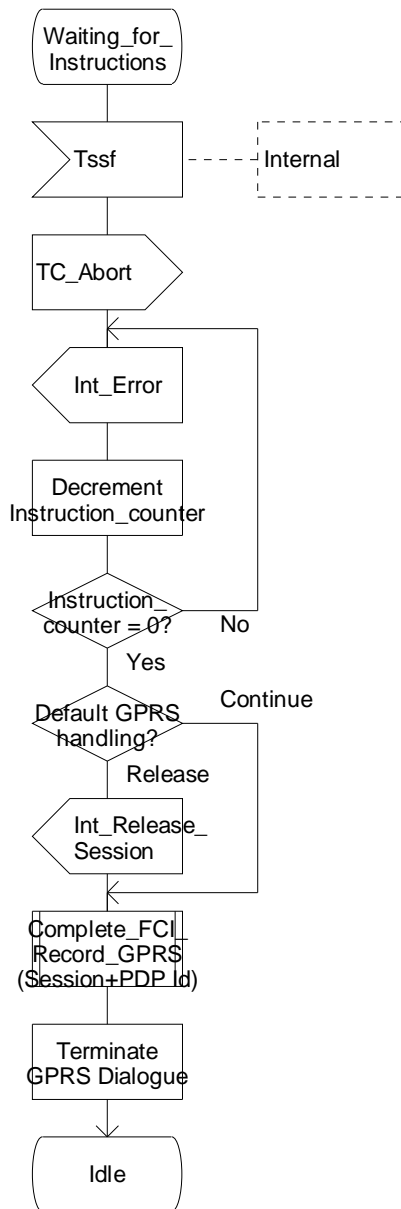 Waiting_for_
Instructions
Tssf
Internal
TC_Abort
Int_Error
Decrement
Instruction_counter
Instruction_
counter = 0?
No
Yes
Default GPRS
handling?
Continue
Release
Int_Release_
Session
Complete_FCI_
Record_GPRS
(Session+PDP Id)
Terminate
GPRS Dialogue
Idle